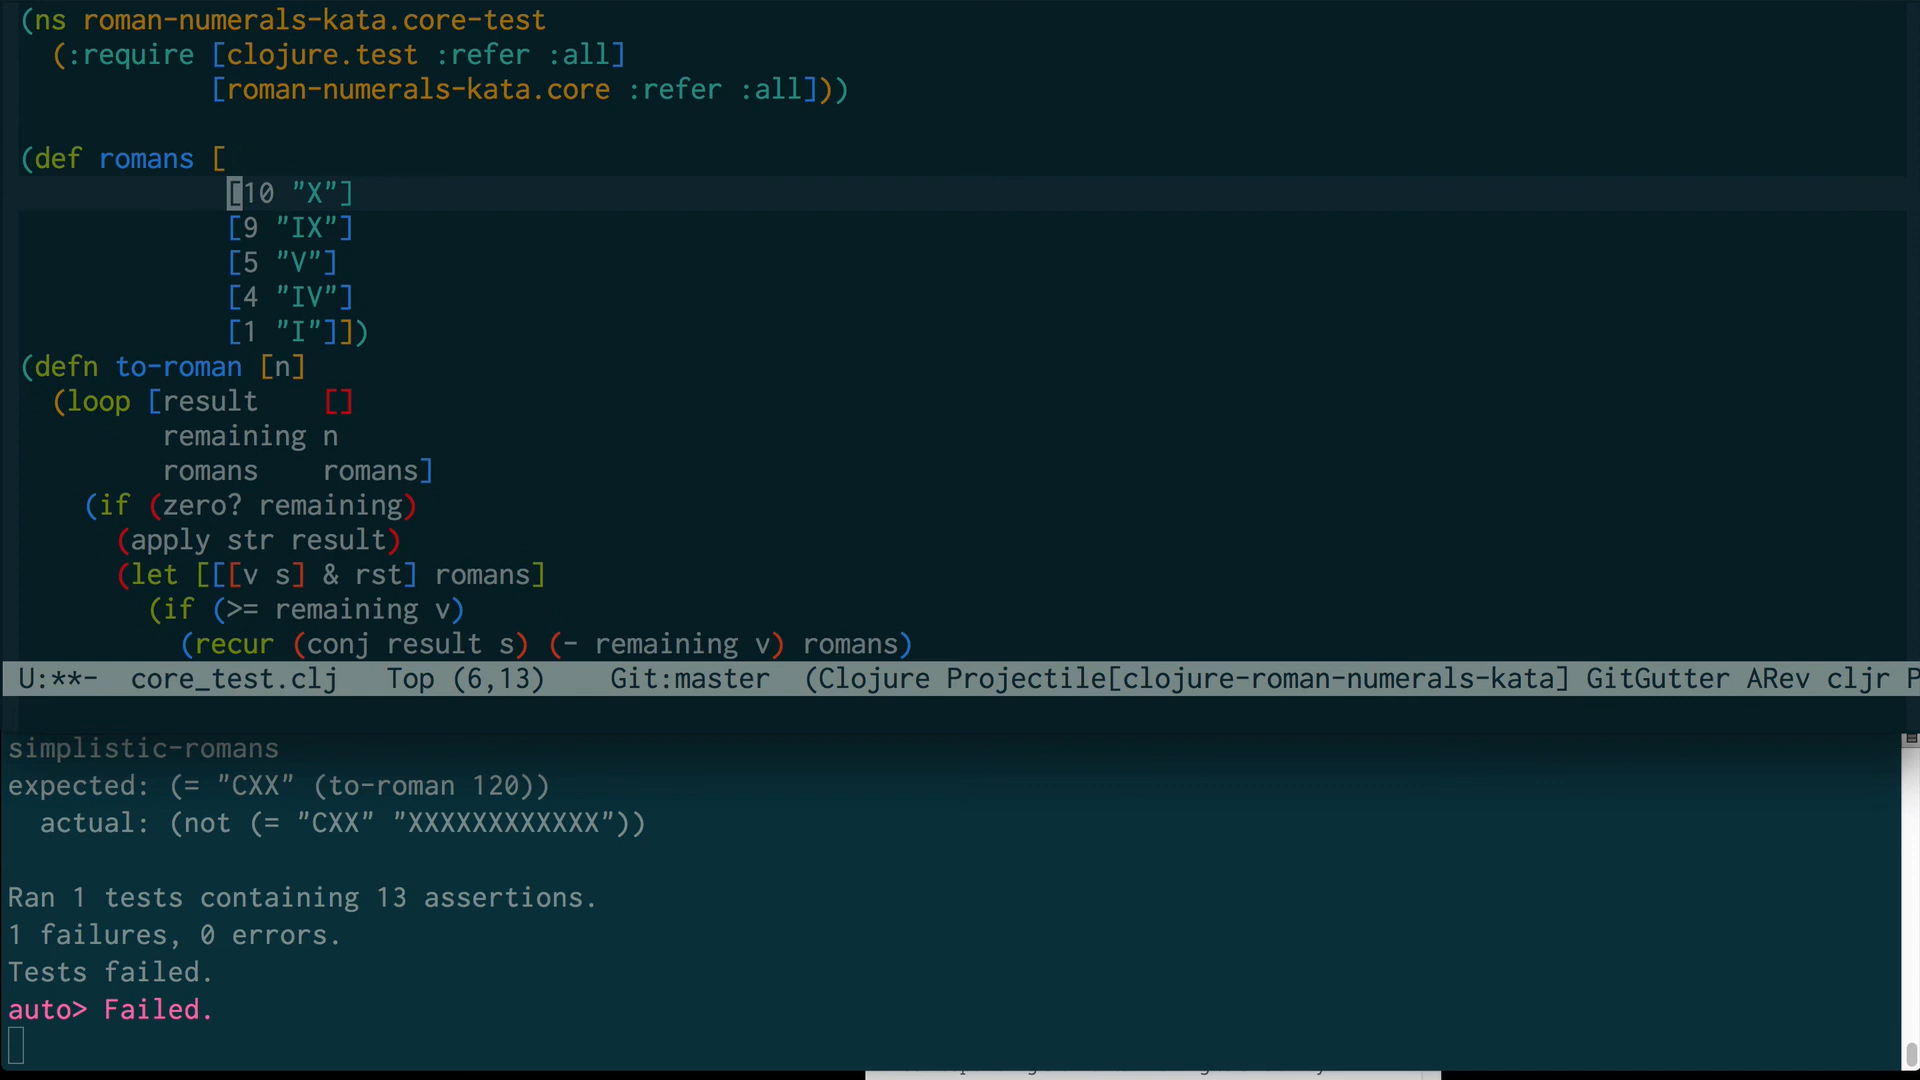 (ns roman-numerals-kata.core-test
(:require [clojure.test :refer :all]
[roman-numerals-kata.core :refer :all]))
(def romans [
[10 "X"]
[9 "IX"]
[5 "V"]
[4 "IV"]
[1 "I"]])
(defn to-roman [n]
(loop [result []
remaining n
romans romans]
(if (zero? remaining)
(apply str result)
(let [[[v s] & rst] romans]
(if (>= remaining v)
(recur (conj result s) (- remaining v) romans)
U:**- core_test.clj Top (6,13) Git:master (Clojure Projectile[clojure-roman-numerals-kata] GitGutter ARev cljr P
simplistic-romans
expected: (= "CXX" (to-roman 120))
actual: (not (= "CXX" "XXXXXXXXXXXX"))
Ran 1 tests containing 13 assertions.
1 failures, 0 errors.
Tests failed.
auto> Failed.